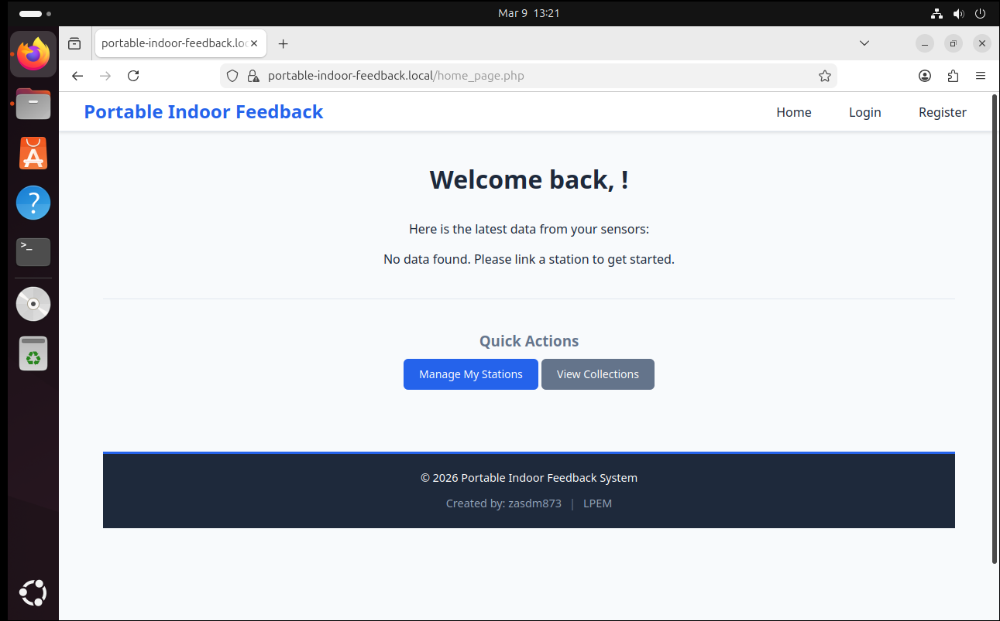 Mar 9 13:21
portable-indoor-feedback.loc
portable-indoor-feedback.local/home_page.php
Portable Indoor Feedback
Home
Login
Register
Welcome back, !
Here is the latest data from your sensors:
No data found. Please link a station to get started.
Quick Actions
Manage My Stations
View Collections
© 2026 Portable Indoor Feedback System
Created by: zasdm873 | LPEM